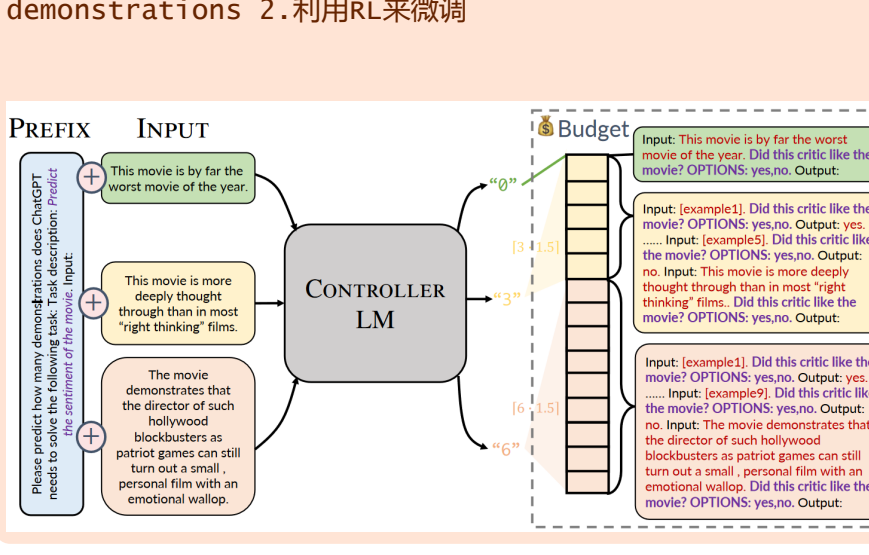 demonstrations 2.利用RL来微调
PREFIX
INPUT
Please predict how many demonstrations does ChatGPT
needs to solve the following task: Task description: Predict
the sentiment of the movie. Input:
This movie is by far the
worst movie of the year.
This movie is more
deeply thought
through than in most
“right thinking” films.
The movie
demonstrates that
the director of such
hollywood
blockbusters as
patriot games can still
turn out a small ,
personal film with an
emotional wallop.
CONTROLLER
LM
“0”
“3”
“6”
⌈3 · 1.5⌉
⌈6 · 1.5⌉
Budget
Input: This movie is by far the worst
movie of the year. Did this critic like the
movie? OPTIONS: yes,no. Output:
Input: [example1]. Did this critic like the
movie? OPTIONS: yes,no. Output: yes.
...... Input: [example5]. Did this critic like
the movie? OPTIONS: yes,no. Output:
no. Input: This movie is more deeply
thought through than in most “right
thinking” films.. Did this critic like the
movie? OPTIONS: yes,no. Output:
Input: [example1]. Did this critic like the
movie? OPTIONS: yes,no. Output: yes.
...... Input: [example9]. Did this critic like
the movie? OPTIONS: yes,no. Output:
no. Input: The movie demonstrates that
the director of such hollywood
blockbusters as patriot games can still
turn out a small , personal film with an
emotional wallop. Did this critic like the
movie? OPTIONS: yes,no. Output: